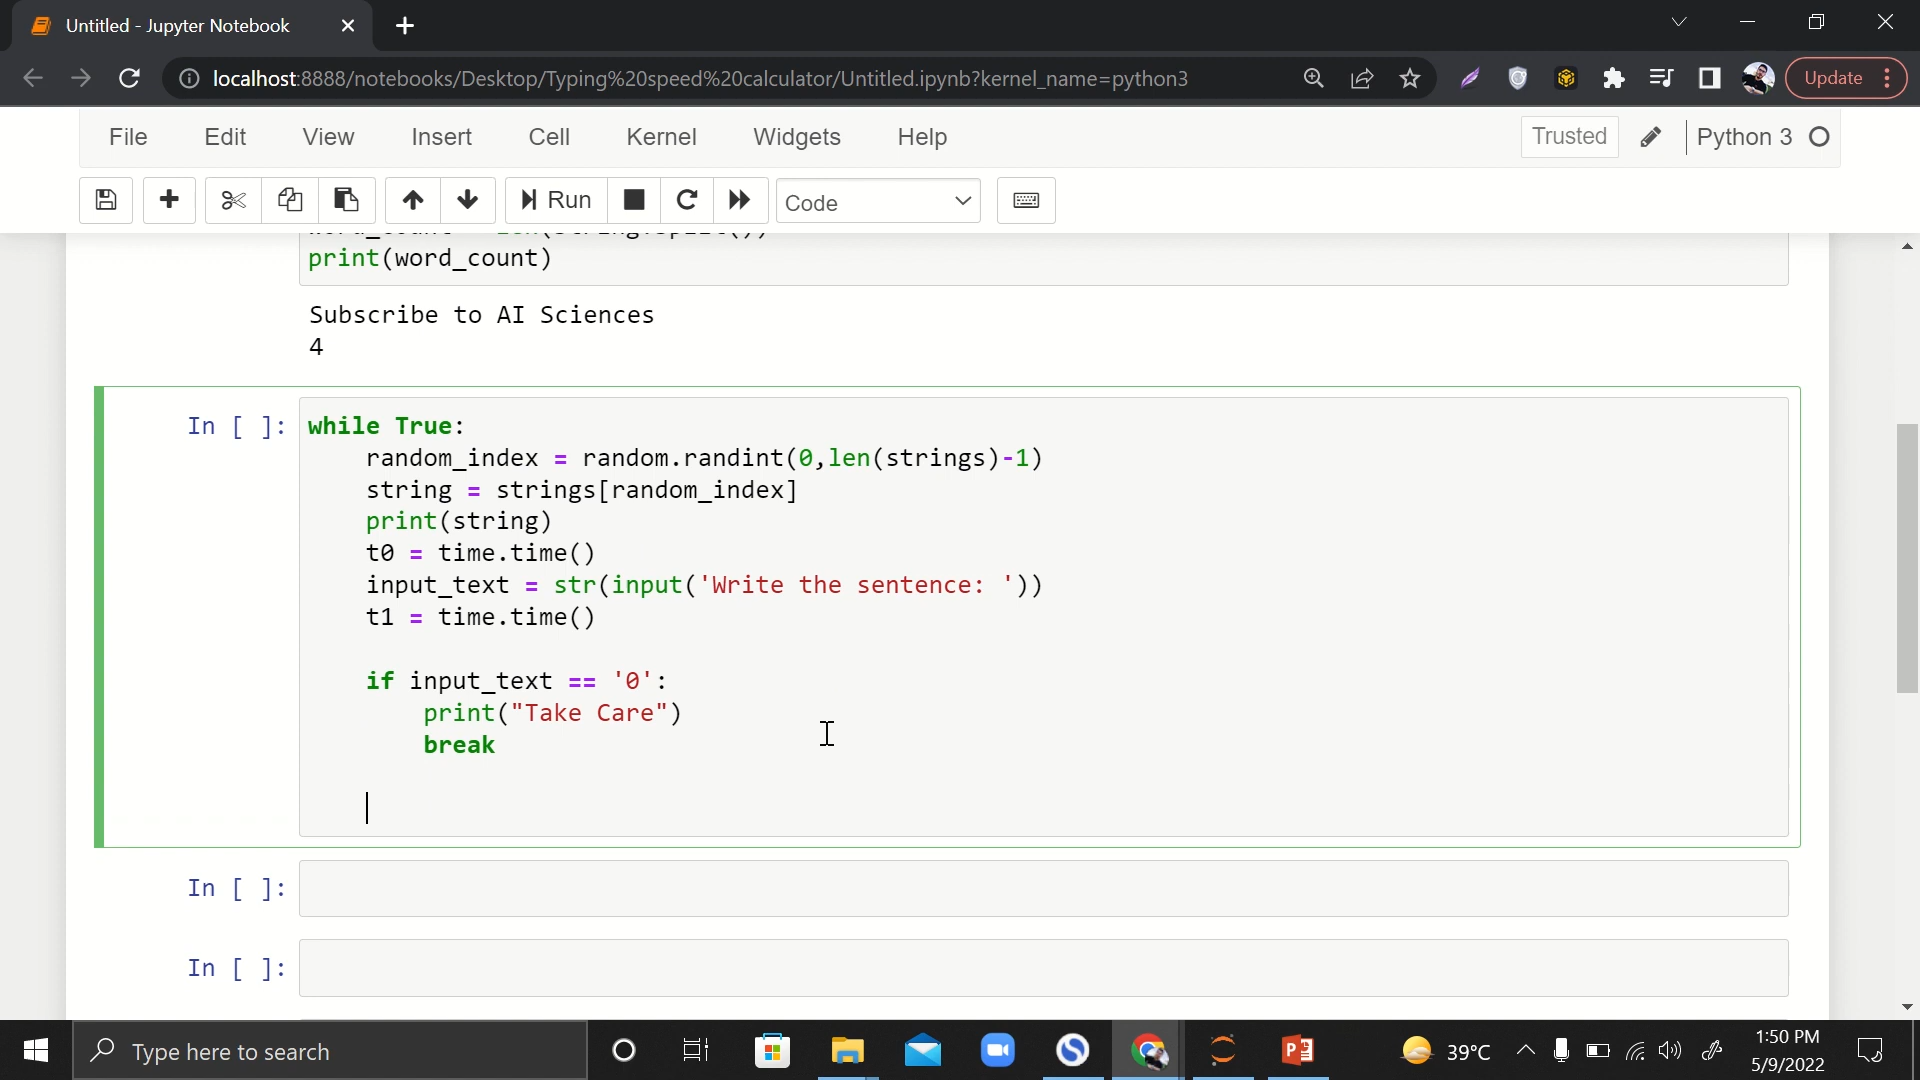 Untitled - Jupyter Notebook
localhost:8888/notebooks/Desktop/Typing%20speed%20calculator/Untitled.ipynb?kernel_name=python3
Update
File Edit View Insert Cell Kernel Widgets Help
Trusted
Python 3
Run
Code
word_count = len(string.split())
print(word_count)
Subscribe to AI Sciences
4
In [ ]: while True:
random_index = random.randint(0,len(strings)-1)
string = strings[random_index]
print(string)
t0 = time.time()
input_text = str(input('Write the sentence: '))
t1 = time.time()
if input_text == '0':
print("Take Care")
break
In [ ]:
In [ ]:
Type here to search
39°C
1:50 PM
5/9/2022